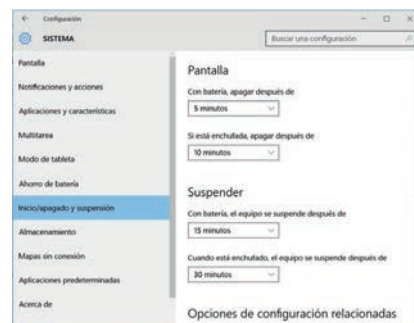 Configuración
SISTEMA
Buscar una configuración
Pantalla
Notificaciones y acciones
Aplicaciones y características
Multitarea
Modo de tableta
Ahorro de batería
Inicio/apagado y suspensión
Almacenamiento
Mapas sin conexión
Aplicaciones predeterminadas
Acerca de
Pantalla
Con batería, apagar después de
5 minutos
Si está enchufada, apagar después de
10 minutos
Suspender
Con batería, el equipo se suspende después de
15 minutos
Cuando está enchufado, el equipo se suspende después de
30 minutos
Opciones de configuración relacionadas